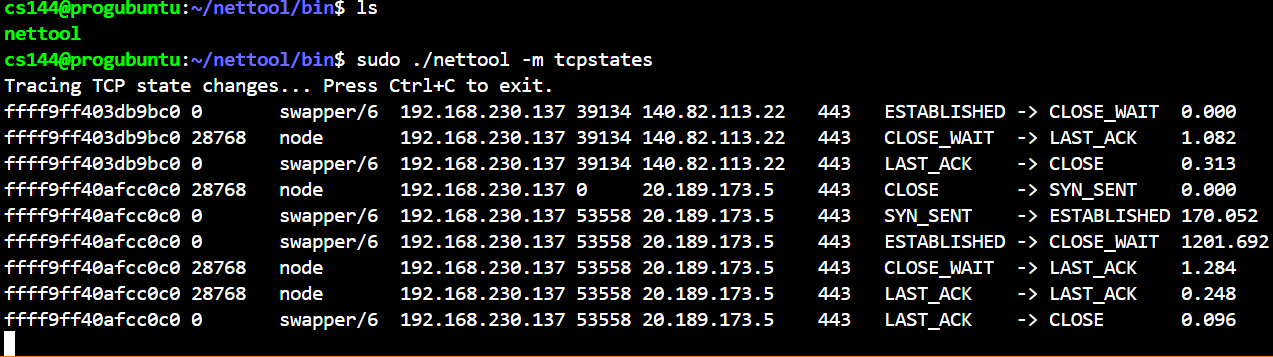 cs144@progubuntu:~/nettool/bin$ ls
nettool
cs144@progubuntu:~/nettool/bin$ sudo ./nettool -m tcpstates
Tracing TCP state changes... Press Ctrl+C to exit.
ffff9ff403db9bc0 0 swapper/6 192.168.230.137 39134 140.82.113.22 443 ESTABLISHED -> CLOSE_WAIT 0.000
ffff9ff403db9bc0 28768 node 192.168.230.137 39134 140.82.113.22 443 CLOSE_WAIT -> LAST_ACK 1.082
ffff9ff403db9bc0 0 swapper/6 192.168.230.137 39134 140.82.113.22 443 LAST_ACK -> CLOSE 0.313
ffff9ff40afcc0c0 28768 node 192.168.230.137 0 20.189.173.5 443 CLOSE -> SYN_SENT 0.000
ffff9ff40afcc0c0 0 swapper/6 192.168.230.137 53558 20.189.173.5 443 SYN_SENT -> ESTABLISHED 170.052
ffff9ff40afcc0c0 0 swapper/6 192.168.230.137 53558 20.189.173.5 443 ESTABLISHED -> CLOSE_WAIT 1201.692
ffff9ff40afcc0c0 28768 node 192.168.230.137 53558 20.189.173.5 443 CLOSE_WAIT -> LAST_ACK 1.284
ffff9ff40afcc0c0 28768 node 192.168.230.137 53558 20.189.173.5 443 LAST_ACK -> LAST_ACK 0.248
ffff9ff40afcc0c0 0 swapper/6 192.168.230.137 53558 20.189.173.5 443 LAST_ACK -> CLOSE 0.096